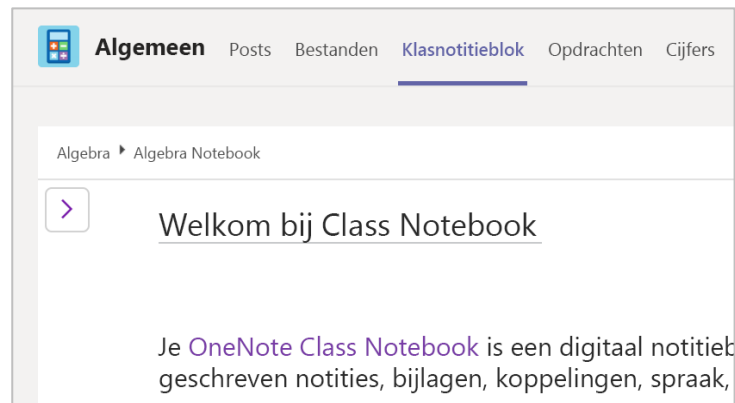 Algemeen Posts Bestanden Klasnotitieblok Opdrachten Cijfers
Algebra Algebra Notebook
Welkom bij Class Notebook
Je OneNote Class Notebook is een digitaal
geschreven notities, bijlagen, koppelingen, spraak,